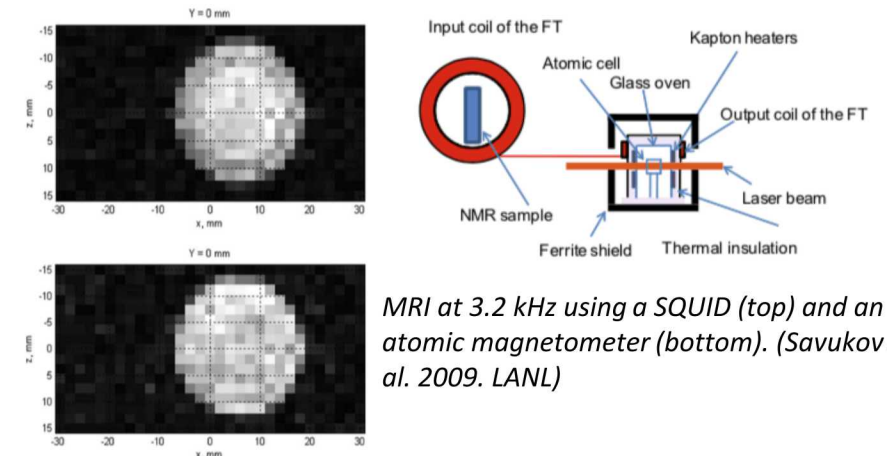 Y = 0 mm
-15
-10
-5
0
5
10
15
z, mm
-30
-20
-10
0
10
20
30
x, mm
Y = 0 mm
-15
-10
-5
0
5
10
15
z, mm
-30
-20
-10
0
10
20
30
x, mm
Input coil of the FT
Kapton heaters
Atomic cell
Glass oven
Output coil of the FT
NMR sample
Laser beam
Ferrite shield
Thermal insulation
MRI at 3.2 kHz using a SQUID (top) and an
atomic magnetometer (bottom). (Savukov
al. 2009. LANL)